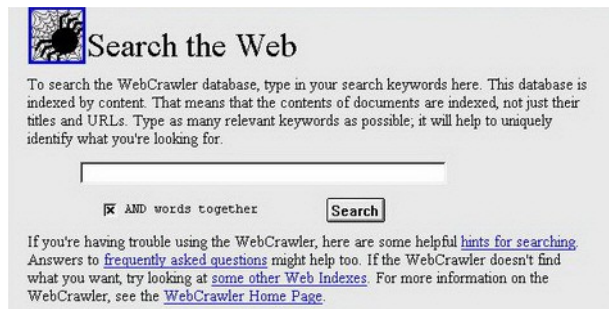 Search the Web
To search the WebCrawler database, type in your search keywords here. This database is
indexed by content. That means that the contents of documents are indexed, not just their
titles and URLs. Type as many relevant keywords as possible; it will help to uniquely
identify what you're looking for.
AND words together Search
If you're having trouble using the WebCrawler, here are some helpful hints for searching.
Answers to frequently asked questions might help too. If the WebCrawler doesn't find
what you want, try looking at some other Web Indexes. For more information on the
WebCrawler, see the WebCrawler Home Page.